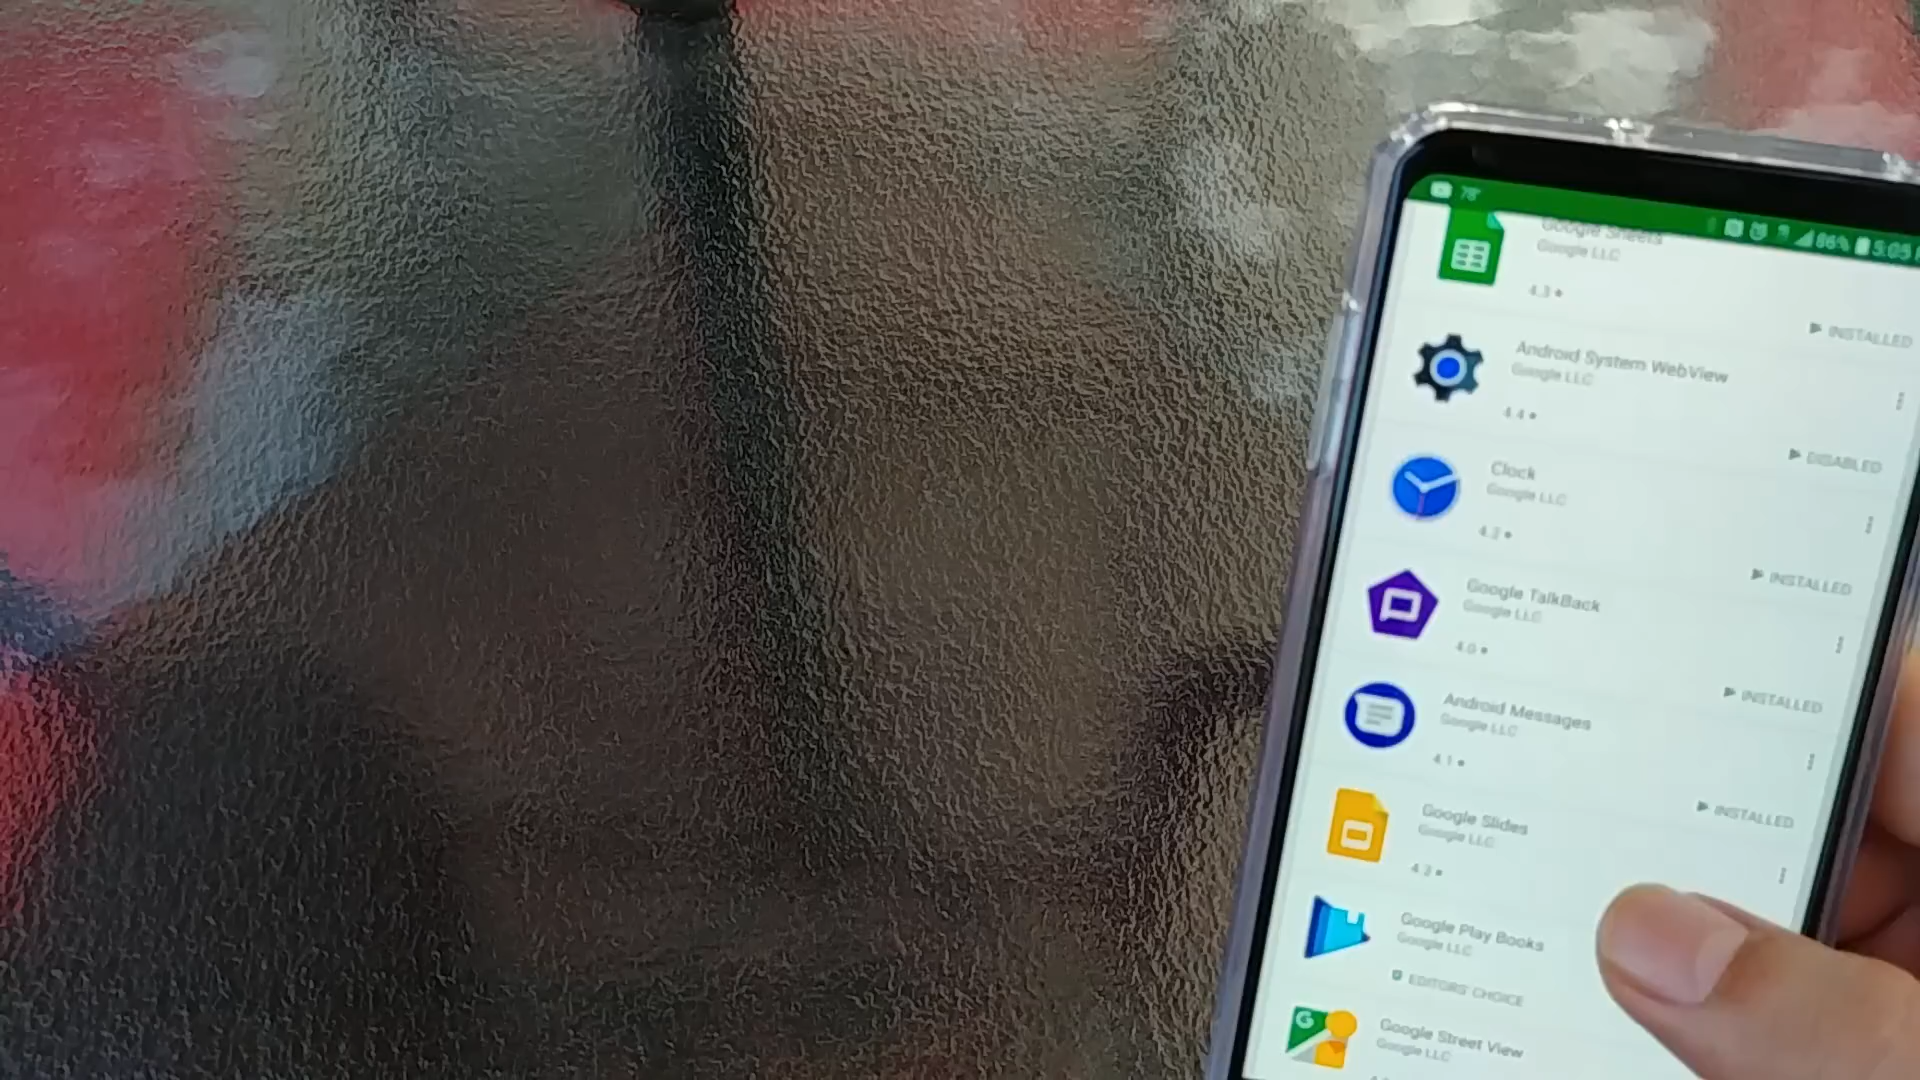 78°
86% 5:05
Google Sheets
Google LLC
4.3
INSTALLED
Android System WebView
Google LLC
4.4
DISABLED
Clock
Google LLC
4.2
INSTALLED
Google TalkBack
Google LLC
4.0
INSTALLED
Android Messages
Google LLC
4.1
INSTALLED
Google Slides
Google LLC
4.3
Google Play Books
Google LLC
EDITORS' CHOICE
G
Google Street View
Google LLC